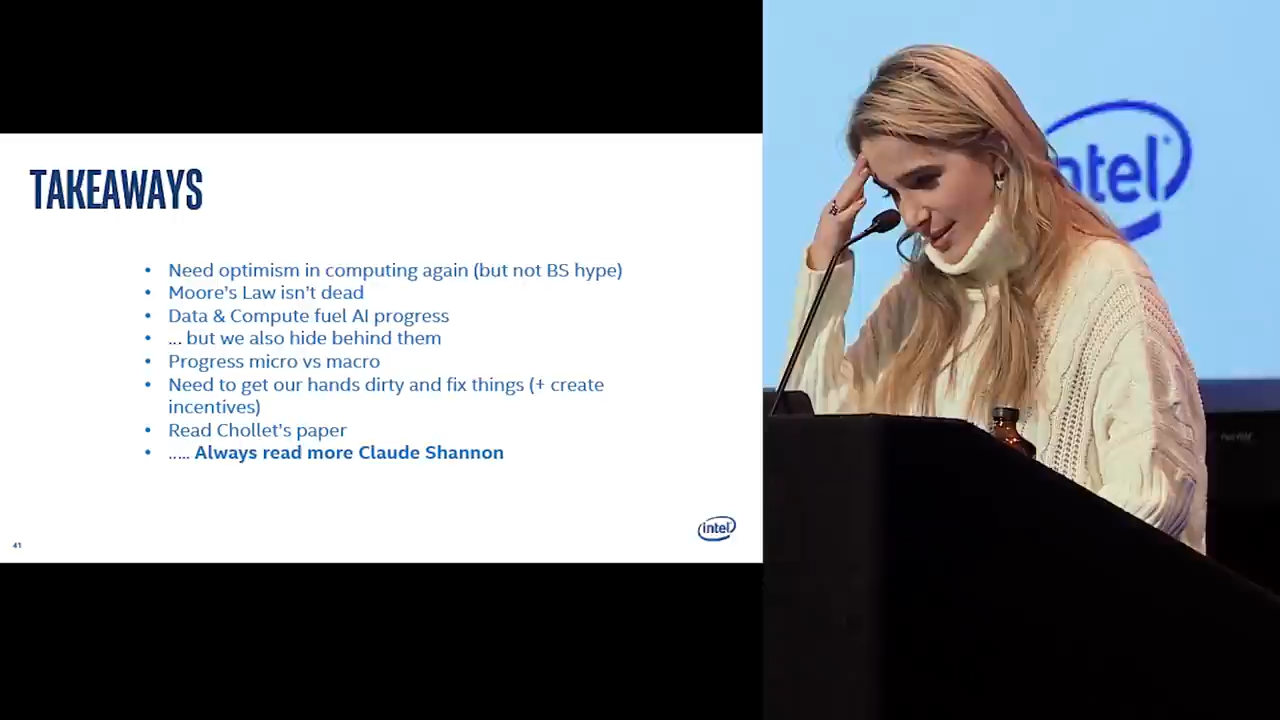 TAKEAWAYS
• Need optimism in computing again (but not BS hype)
• Moore's Law isn't dead
• Data & Compute fuel AI progress
• ... but we also hide behind them
• Progress micro vs macro
• Need to get our hands dirty and fix things (+ create
incentives)
• Read Chollet's paper
• ..... Always read more Claude Shannon
intel
41
ntel